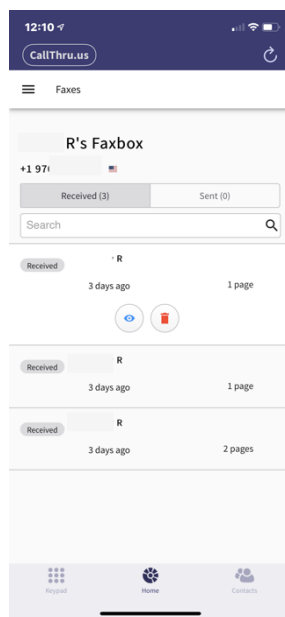 12:10
CallThru.us
Faxes
R's Faxbox
+1 97
Received (3) Sent (0)
Search
R
Received
3 days ago 1 page
R
Received
3 days ago 1 page
R
Received
3 days ago 2 pages
Keypad Home Contacts